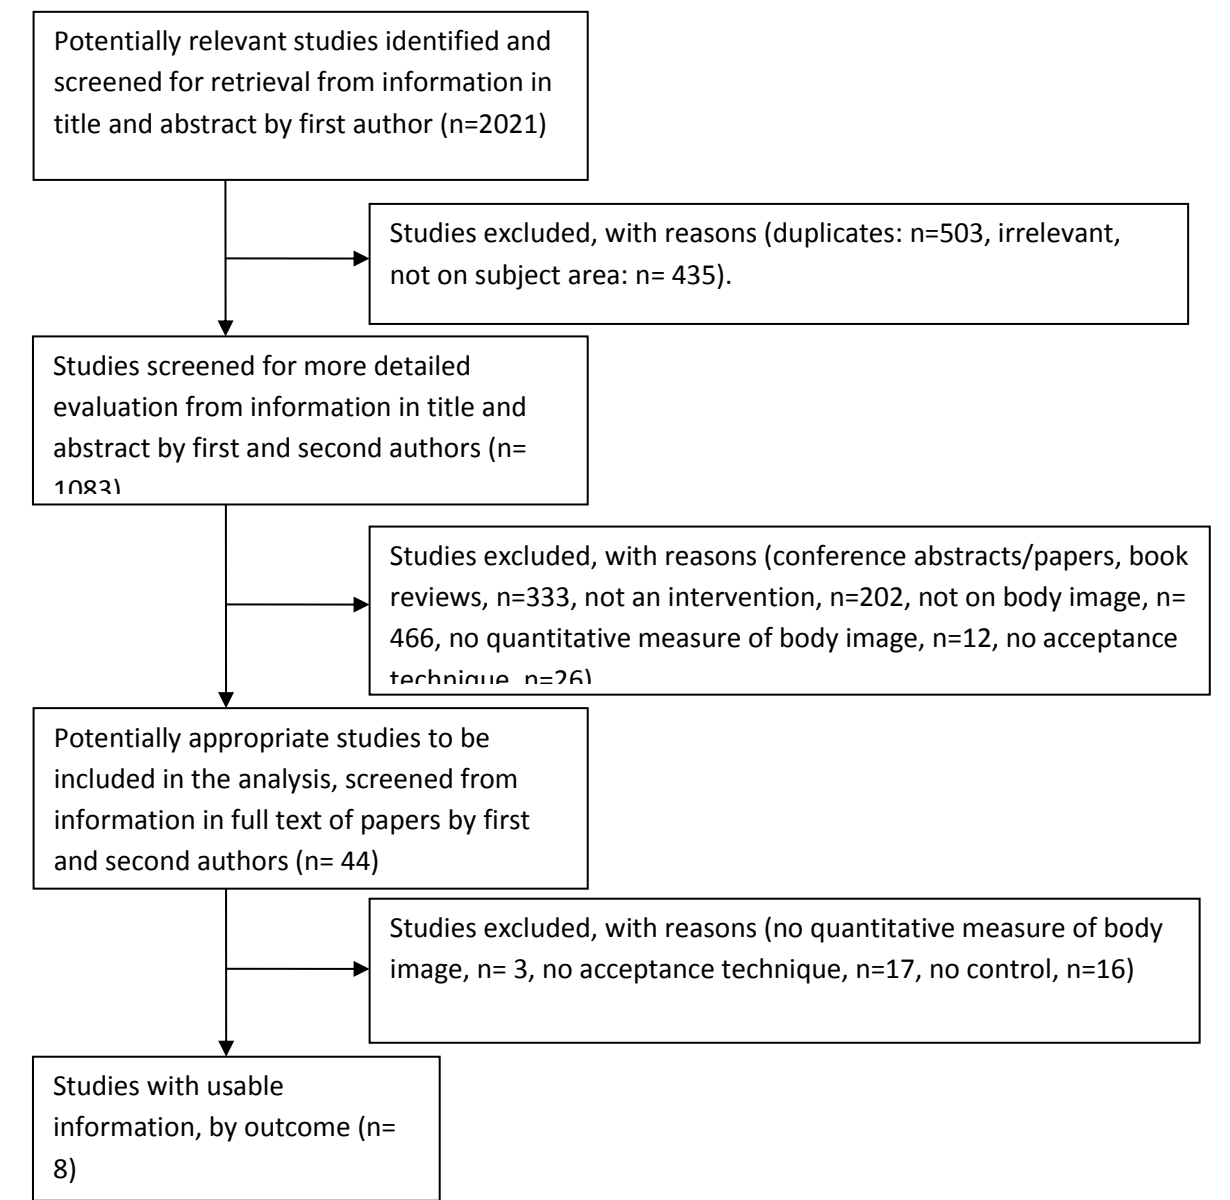 Potentially relevant studies identified and
screened for retrieval from information in
title and abstract by first author (n=2021)
Studies excluded, with reasons (duplicates: n=503, irrelevant,
not on subject area: n= 435).
Studies screened for more detailed
evaluation from information in title and
abstract by first and second authors (n=
1083)
Studies excluded, with reasons (conference abstracts/papers, book
reviews, n=333, not an intervention, n=202, not on body image, n=
466, no quantitative measure of body image, n=12, no acceptance
technique, n=26)
Potentially appropriate studies to be
included in the analysis, screened from
information in full text of papers by first
and second authors (n= 44)
Studies excluded, with reasons (no quantitative measure of body
image, n= 3, no acceptance technique, n=17, no control, n=16)
Studies with usable
information, by outcome (n=
8)